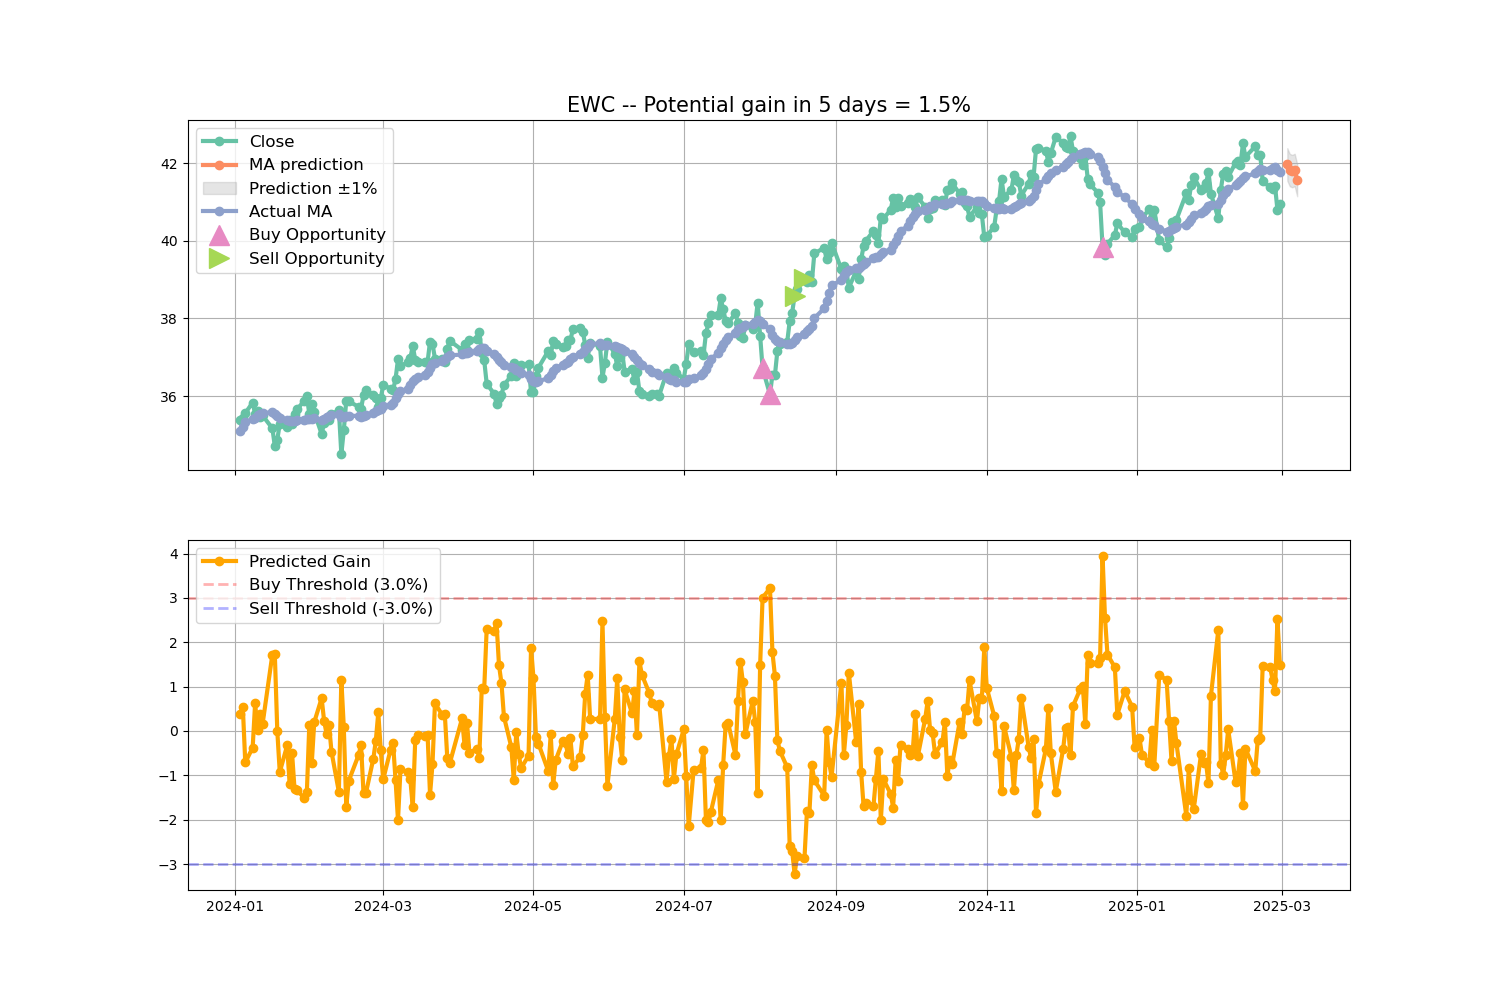 EWC -- Potential gain in 5 days = 1.5%
Close
MA prediction
Prediction ±1%
Actual MA
Buy Opportunity
Sell Opportunity
42
40
38
36
Predicted Gain
Buy Threshold (3.0%)
Sell Threshold (-3.0%)
4
3
2
1
0
−1
−2
−3
2024-01 2024-03 2024-05 2024-07 2024-09 2024-11 2025-01 2025-03